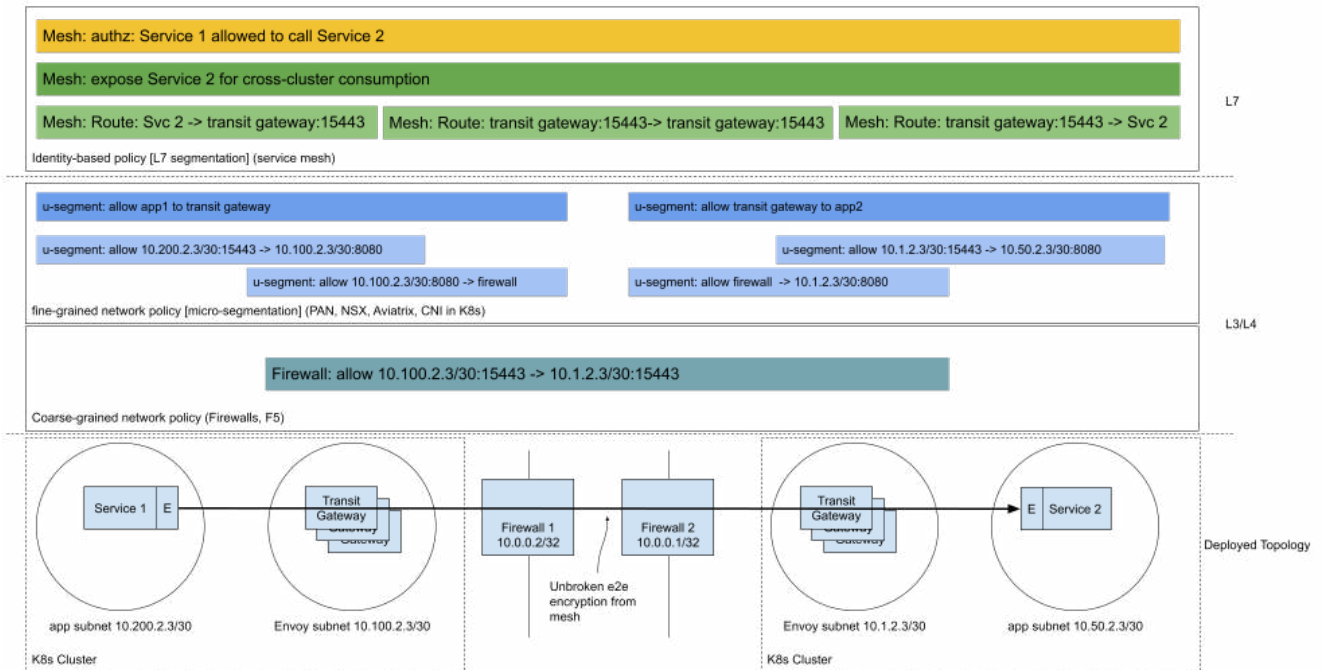 Mesh: authz: Service 1 allowed to call Service 2
Mesh: expose Service 2 for cross-cluster consumption
L7
Mesh: Route: Svc 2 -> transit gateway:15443
Mesh: Route: transit gateway:15443-> transit gateway:15443
Mesh: Route: transit gateway:15443 -> Svc 2
Identity-based policy [L7 segmentation] (service mesh)
u-segment: allow app1 to transit gateway
u-segment: allow transit gateway to app2
u-segment: allow 10.200.2.3/30:15443 -> 10.100.2.3/30:8080
u-segment: allow 10.1.2.3/30:15443 -> 10.50.2.3/30:8080
u-segment: allow 10.100.2.3/30:8080 -> firewall
u-segment: allow firewall -> 10.1.2.3/30:8080
fine-grained network policy [micro-segmentation] (PAN, NSX, Aviatrix, CNI in K8s)
L3/L4
Firewall: allow 10.100.2.3/30:15443 -> 10.1.2.3/30:15443
Coarse-grained network policy (Firewalls, F5)
Service 1
E
Transit
Gateway
Gateway
Gateway
Firewall 1
10.0.0.2/32
Firewall 2
10.0.0.1/32
Transit
Gateway
Gateway
Gateway
E
Service 2
Deployed Topology
Unbroken e2e
encryption from
mesh
app subnet 10.200.2.3/30
Envoy subnet 10.100.2.3/30
Envoy subnet 10.1.2.3/30
app subnet 10.50.2.3/30
K8s Cluster
K8s Cluster